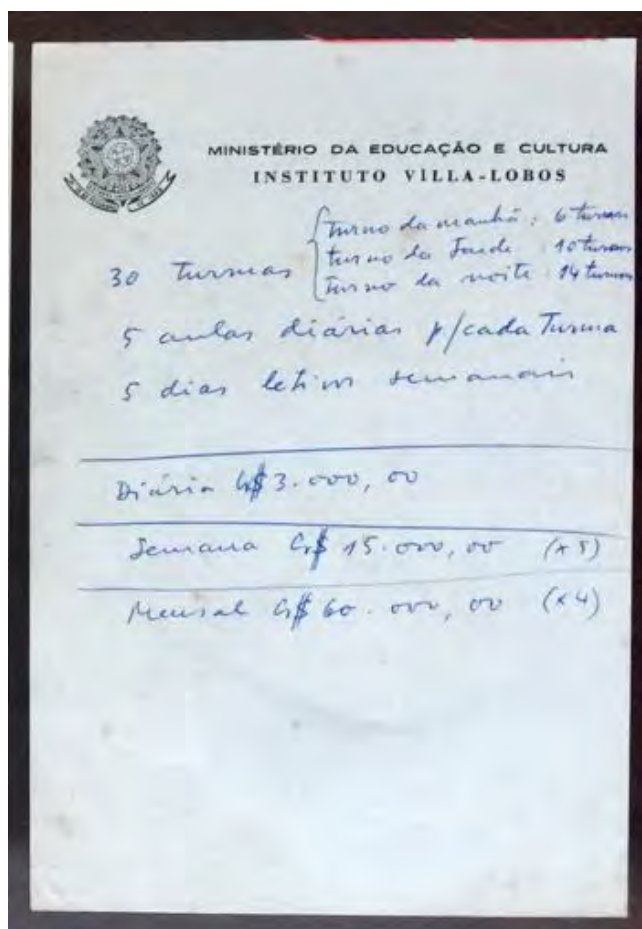 MINISTÉRIO DA EDUCAÇÃO E CULTURA
INSTITUTO VILLA-LOBOS
30 turmas
turno da manhã: 6 turmas
turno da tarde: 10 turmas
turno da noite: 14 turmas
5 aulas diárias p/cada Turma
5 dias letivos semanais
Diária Cr$ 3.000,00
Semana Cr$ 15.000,00 (x5)
Mensal Cr$ 60.000,00 (x4)